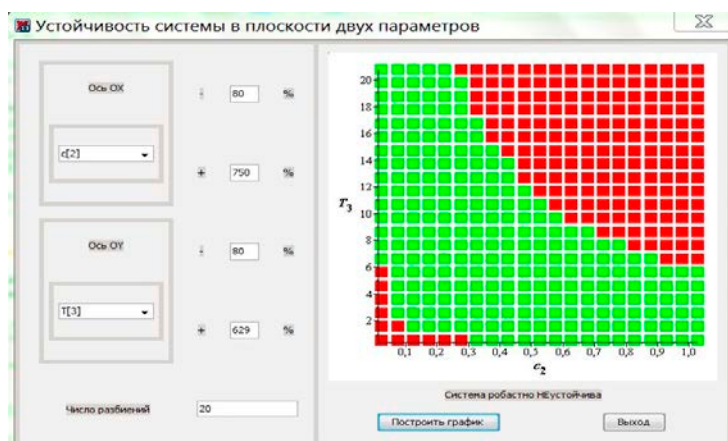 Устойчивость системы в плоскости двух параметров
Ось OX
- 80 %
c[2]
+ 750 %
Ось OY
- 80 %
T[3]
+ 629 %
Число разбиений 20
20
18
16
14
12
T3
10
8
6
4
2
0,1 0,2 0,3 0,4 0,5 0,6 0,7 0,8 0,9 1,0
c2
Система робастно НЕустойчива
Построить график Выход